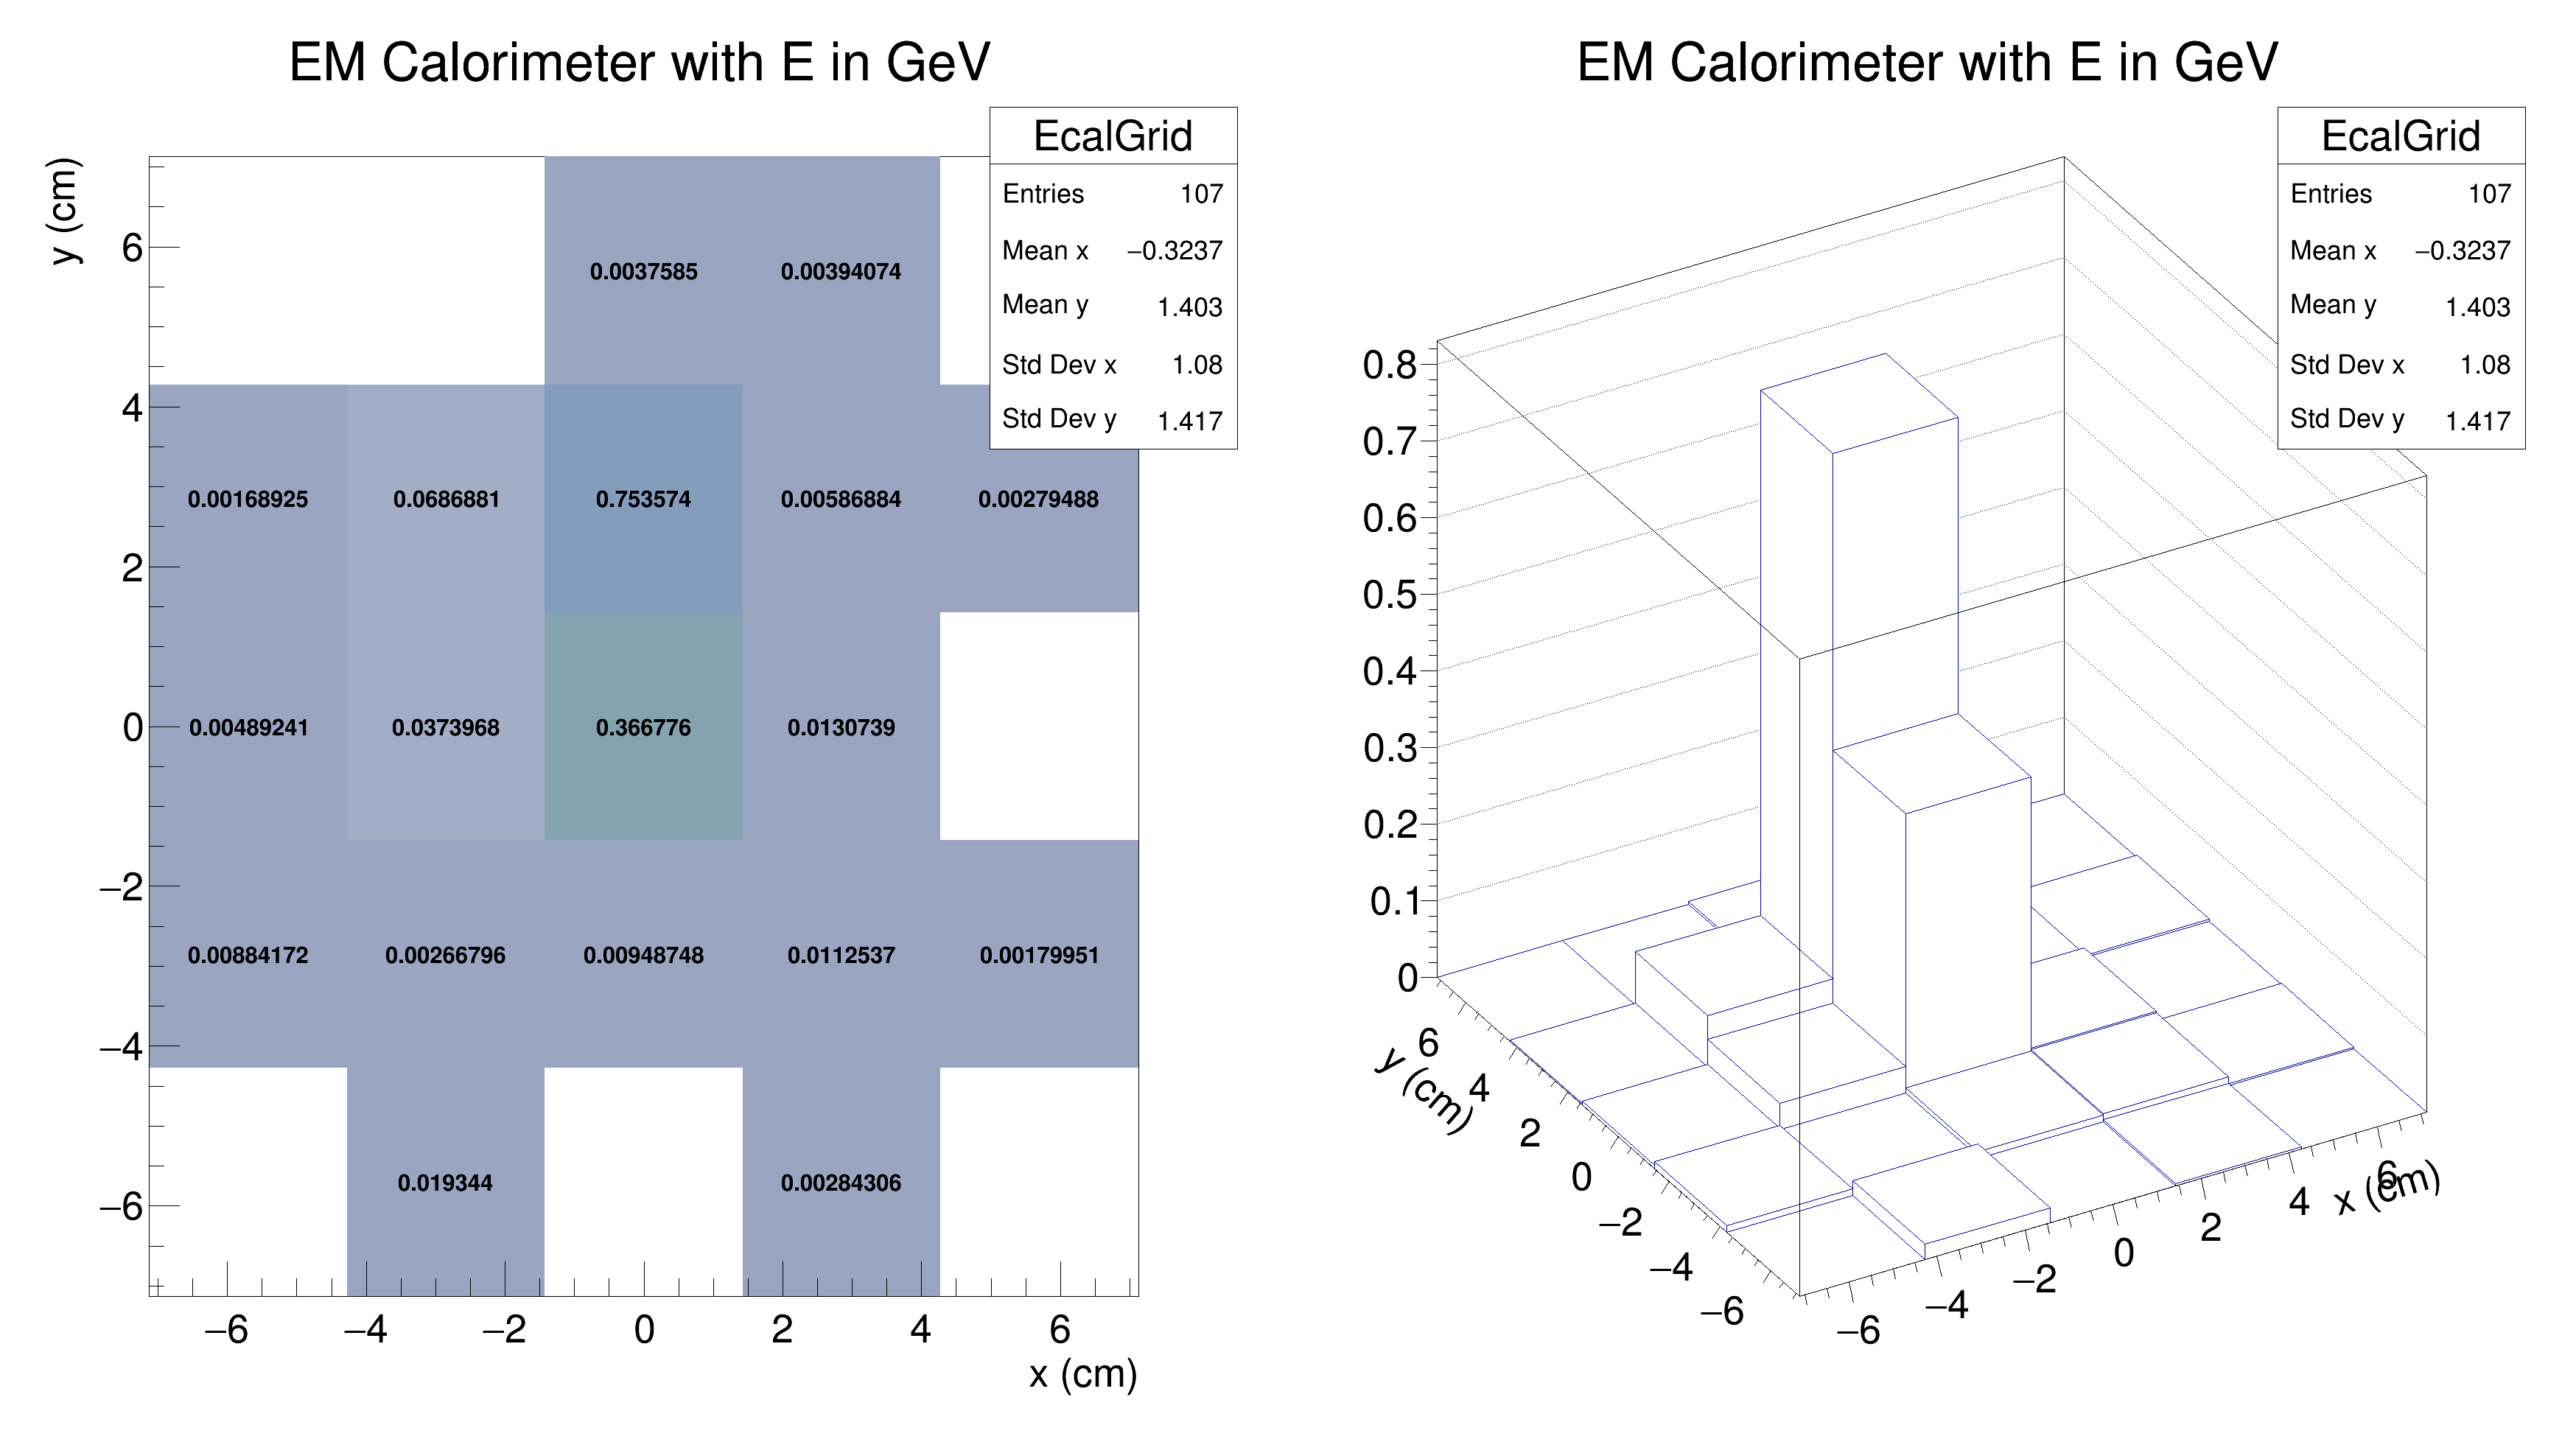 EM Calorimeter with E in GeV
EcalGrid
Entries 107
Mean x −0.3237
Mean y 1.403
Std Dev x 1.08
Std Dev y 1.417
y (cm)
6
4
2
0
−2
−4
−6
0.0037585 0.00394074
0.00168925 0.0686881 0.753574 0.00586884 0.00279488
0.00489241 0.0373968 0.366776 0.0130739
0.00884172 0.00266796 0.00948748 0.0112537 0.00179951
0.019344 0.00284306
−6 −4 −2 0 2 4 6
x (cm)
EM Calorimeter with E in GeV
EcalGrid
Entries 107
Mean x −0.3237
Mean y 1.403
Std Dev x 1.08
Std Dev y 1.417
0.8
0.7
0.6
0.5
0.4
0.3
0.2
0.1
0
y (cm)
6
4
2
0
−2
−4
−6
−6 −4 −2 0 2 4 6
x (cm)